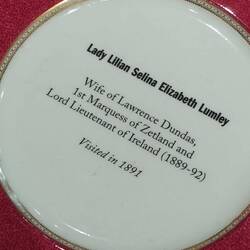 Lady Lilian Selina Elizabeth Lumley
Wife of Lawrence Dundas,
1st Marquess of Zetland and
Lord Lieutenant of Ireland (1889-92)
Visited in 1891